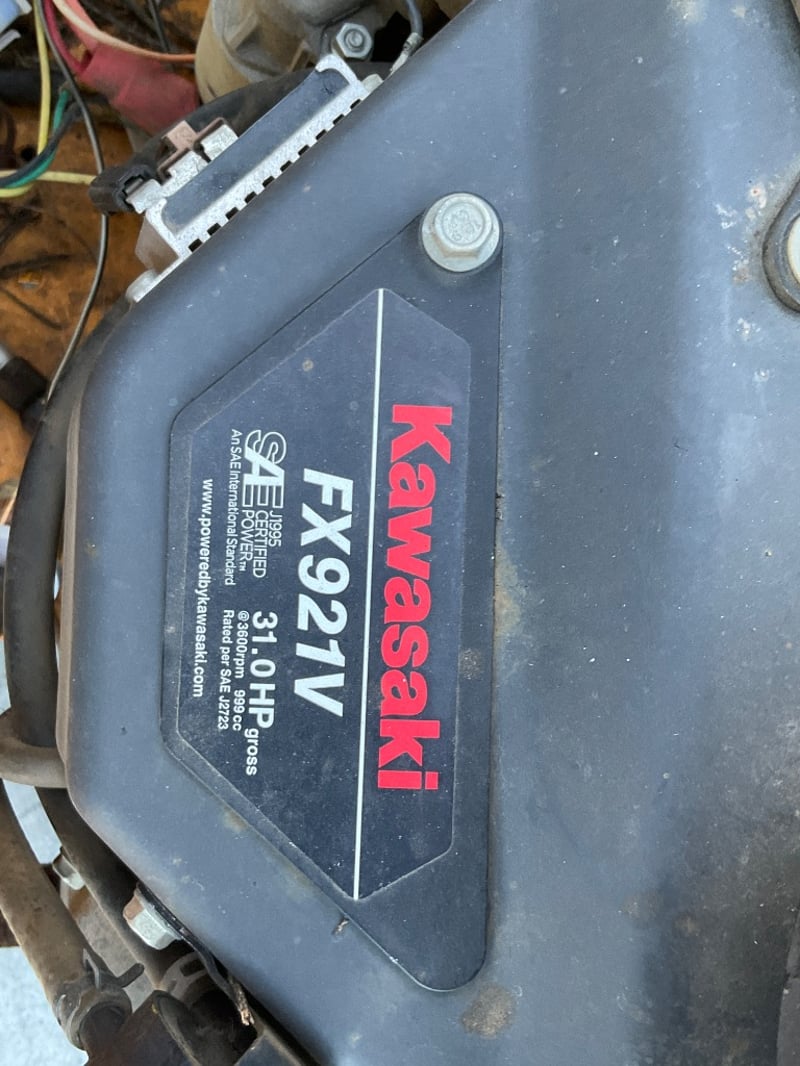 Kawasaki
FX921V
SAE J1995
CERTIFIED
POWER™
An SAE International Standard
31.0HP gross
@3600rpm 999cc
Rated per SAE J2723
www.poweredbykawasaki.com